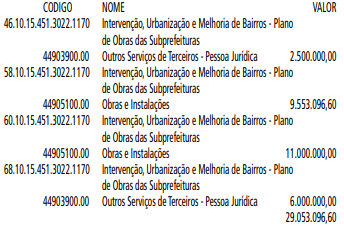 CODIGO NOME VALOR
46.10.15.451.3022.1170 Intervenção, Urbanização e Melhoria de Bairros - Plano
de Obras das Subprefeituras
44903900.00 Outros Serviços de Terceiros - Pessoa Jurídica 2.500.000,00
58.10.15.451.3022.1170 Intervenção, Urbanização e Melhoria de Bairros - Plano
de Obras das Subprefeituras
44905100.00 Obras e Instalações 9.553.096,60
60.10.15.451.3022.1170 Intervenção, Urbanização e Melhoria de Bairros - Plano
de Obras das Subprefeituras
44905100.00 Obras e Instalações 11.000.000,00
68.10.15.451.3022.1170 Intervenção, Urbanização e Melhoria de Bairros - Plano
de Obras das Subprefeituras
44903900.00 Outros Serviços de Terceiros - Pessoa Jurídica 6.000.000,00
29.053.096,60